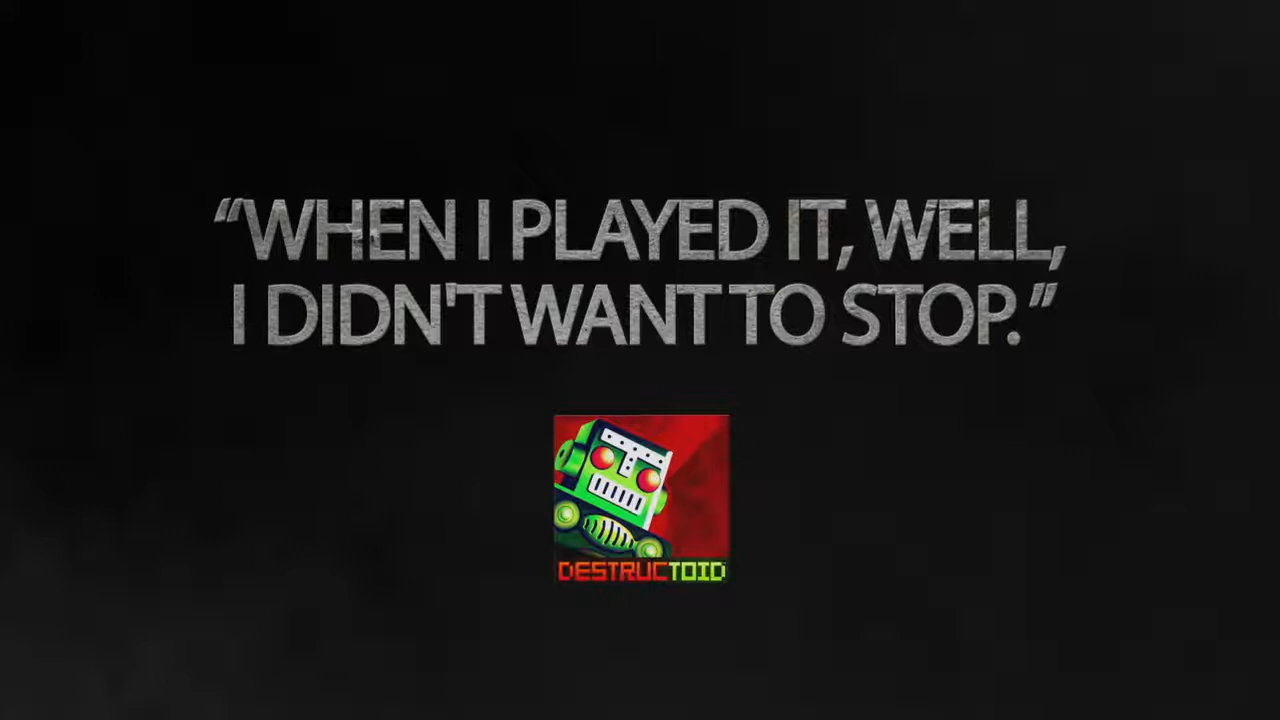 “WHEN I PLAYED IT, WELL,
I DIDN'T WANT TO STOP.”
DESTRUCTOID